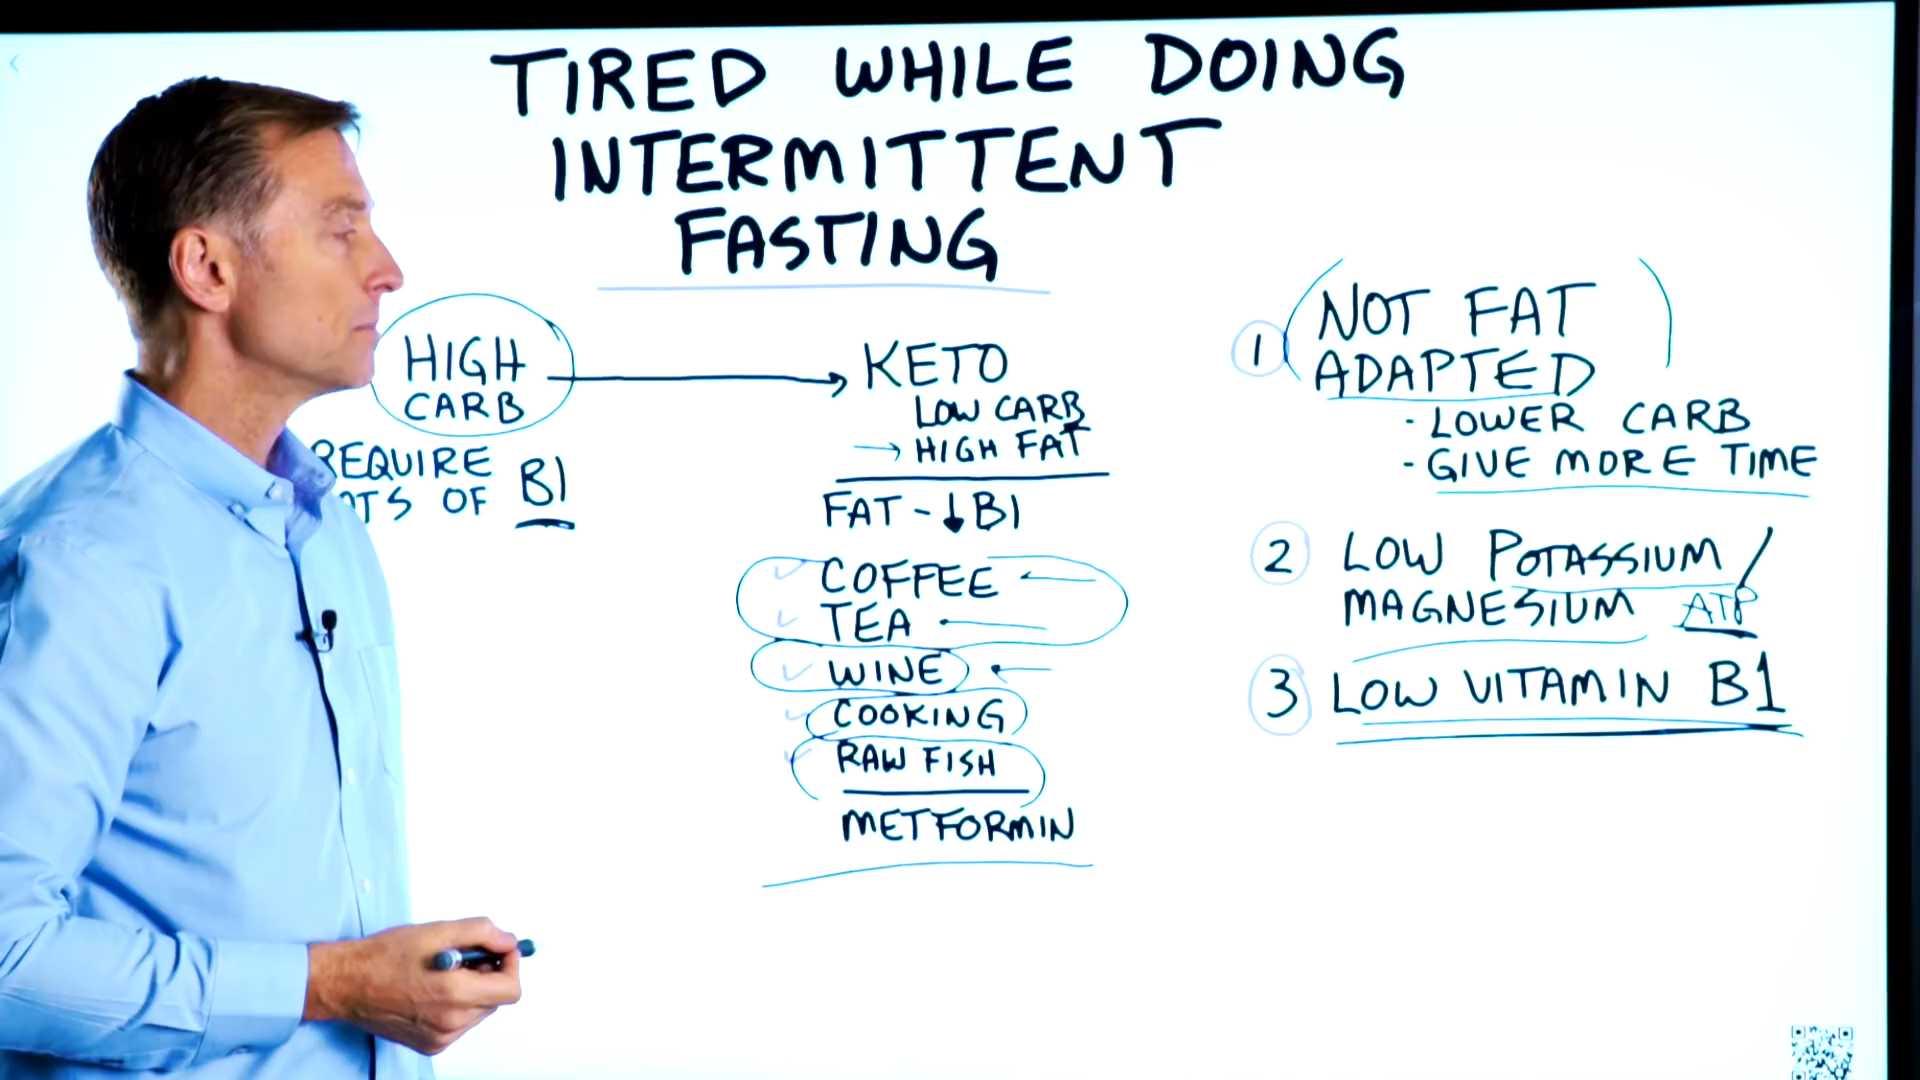 TIRED WHILE DOING
INTERMITTENT
FASTING
HIGH
CARB
REQUIRE
OF B1
KETO
LOW CARB
→ HIGH FAT
FAT - ↓ B1
COFFEE
TEA
WINE
COOKING
RAW FISH
METFORMIN
1 NOT FAT
ADAPTED
- LOWER CARB
- GIVE MORE TIME
2 LOW POTASSIUM /
MAGNESIUM ATP
3 LOW VITAMIN B1